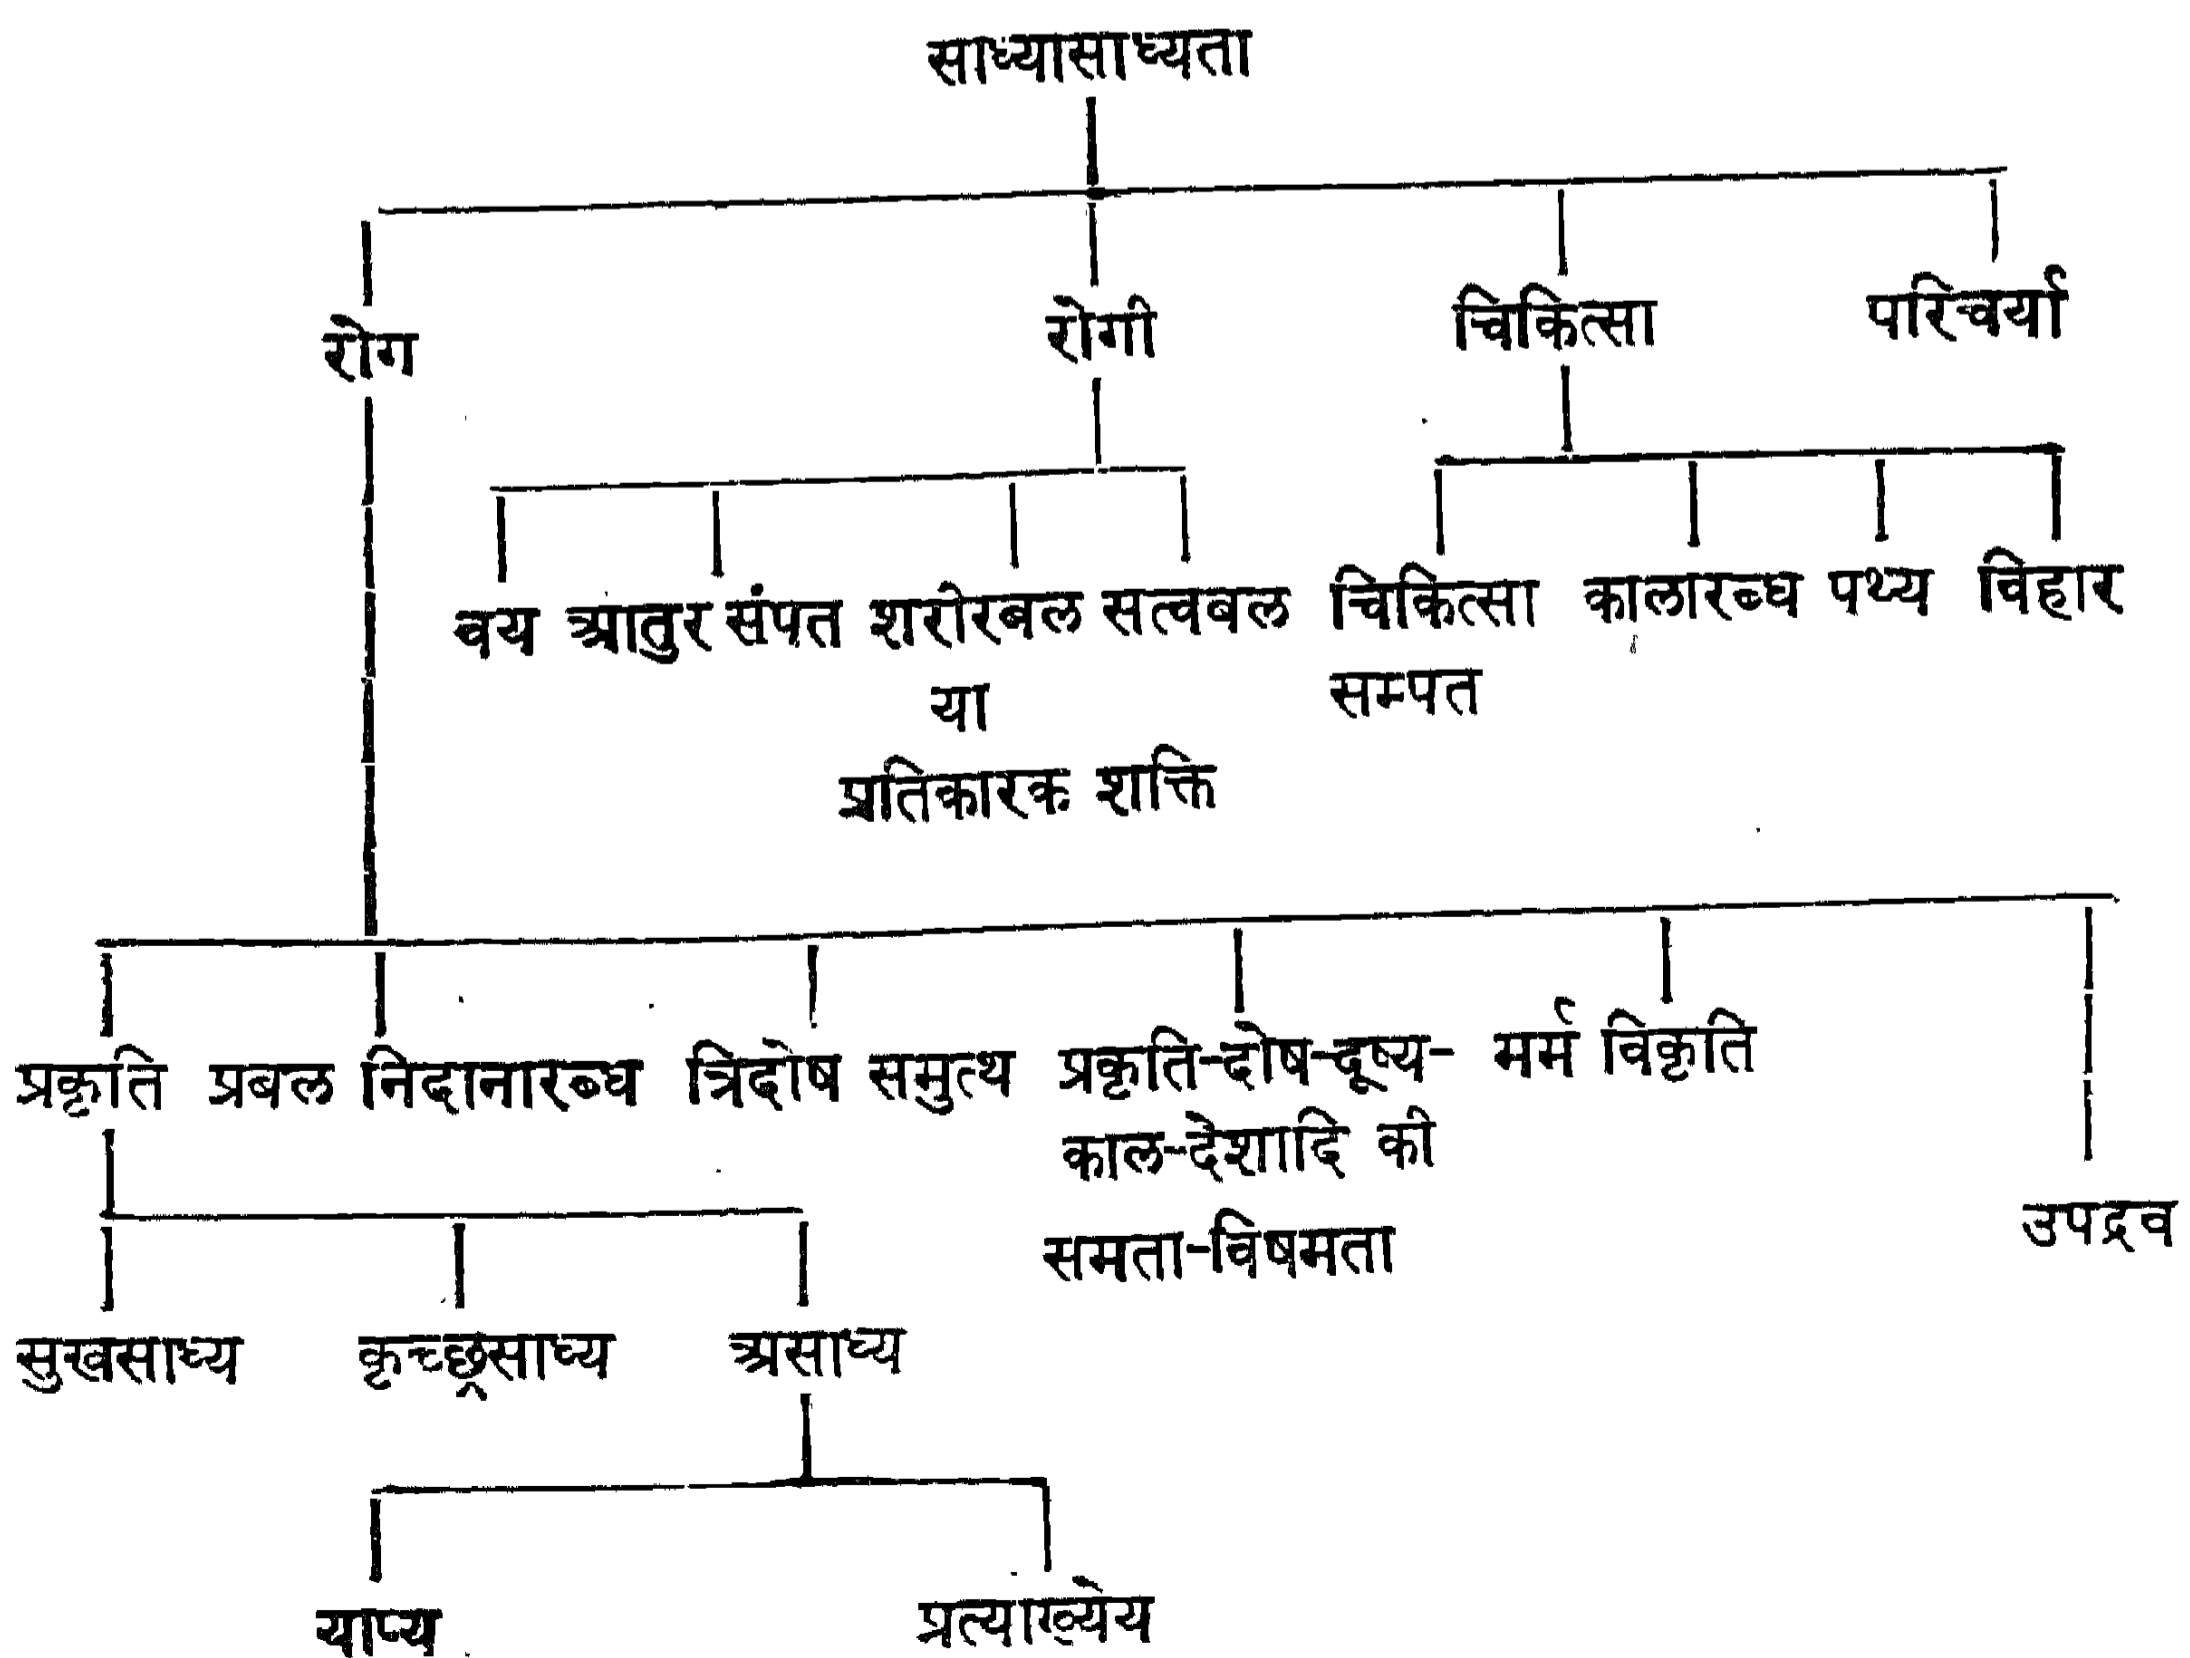 साध्यासाध्यता
रोग रोगी चिकित्सा परिचर्या
वय आतुर संपत शरीरबल सत्वबल चिकित्सा कालारब्ध पथ्य विहार
या सम्पत
प्रतिकारक शक्ति
प्रकृति प्रबल निदानारब्ध त्रिदोष समुत्थ प्रकृति-दोष-दूष्य- मर्म विकृति
काल-देशादि की
उपद्रव
समता-विषमता
सुखसाध्य कृच्छ्रसाध्य असाध्य
याप्य प्रत्याख्येय